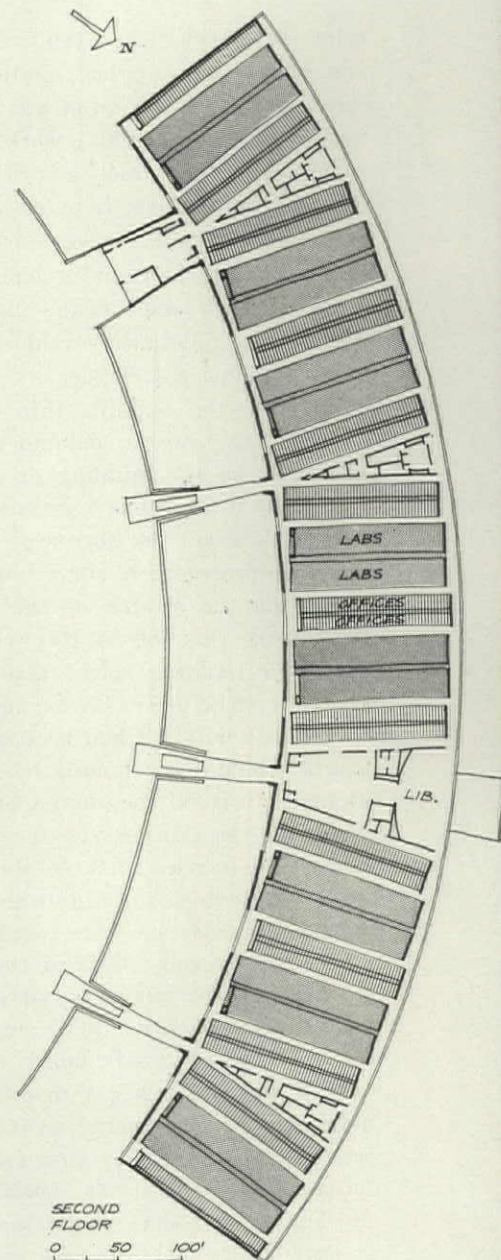 N
LABS
LABS
OFFICES
OFFICES
LIB.
SECOND
FLOOR
0 50 100'